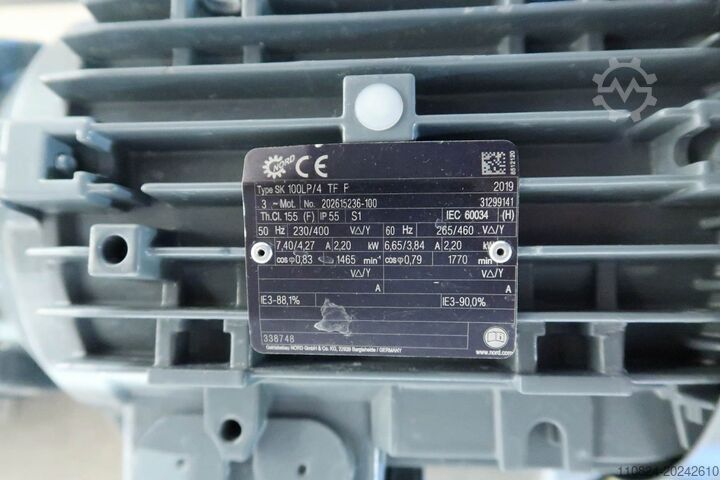 NORD CE
8512120
Type SK 100LP/4 TF F 2019
3 ~Mot. No. 202615236-100 31299141
Th.Cl. 155 (F) IP 55 S1 IEC 60034 (H)
50 Hz 230/400 V△/Y 60 Hz 265/460 V△/Y
7,40/4,27 A 2,20 kW 6,65/3,84 A 2,20 kW
cos φ 0,83 1465 min⁻¹ cos φ 0,79 1770 min⁻¹
V△/Y V△/Y
A A
IE3-88,1% IE3-90,0%
338748
Getriebebau NORD GmbH & Co. KG, 22939 Bargteheide / GERMANY www.nord.com
20242610